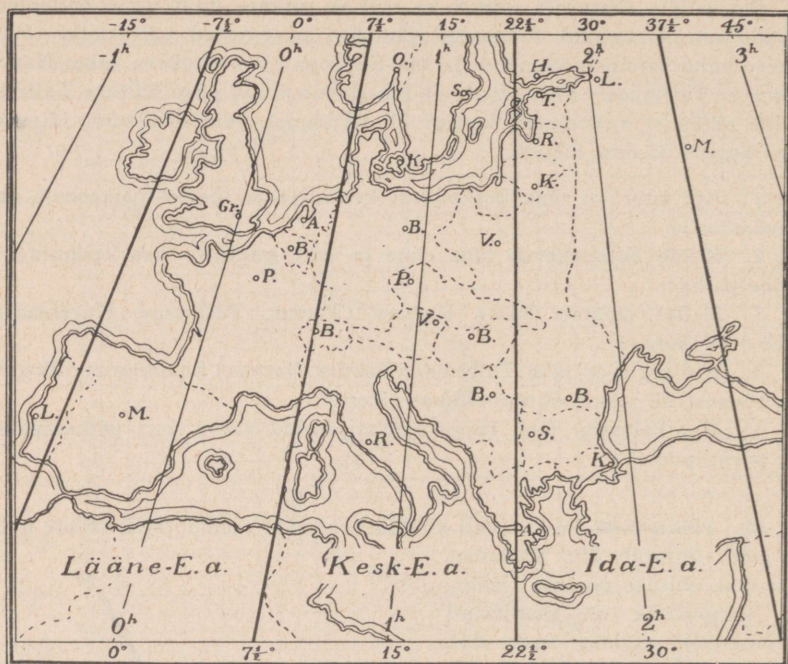 -15° -7½° 0° 7½° 15° 22½° 30° 37½° 45°
-1ʰ 0ʰ 1ʰ 2ʰ 3ʰ
O. H. L.
S. T.
R. M.
K. K.
Gr. A. B. V.
B.
P. P.
B. V. B.
B. B.
L. M. R. S.
K.
A.
Lääne-E.a. Kesk-E.a. Ida-E.a.
0ʰ 1ʰ 2ʰ
0° 7½° 15° 22½° 30°